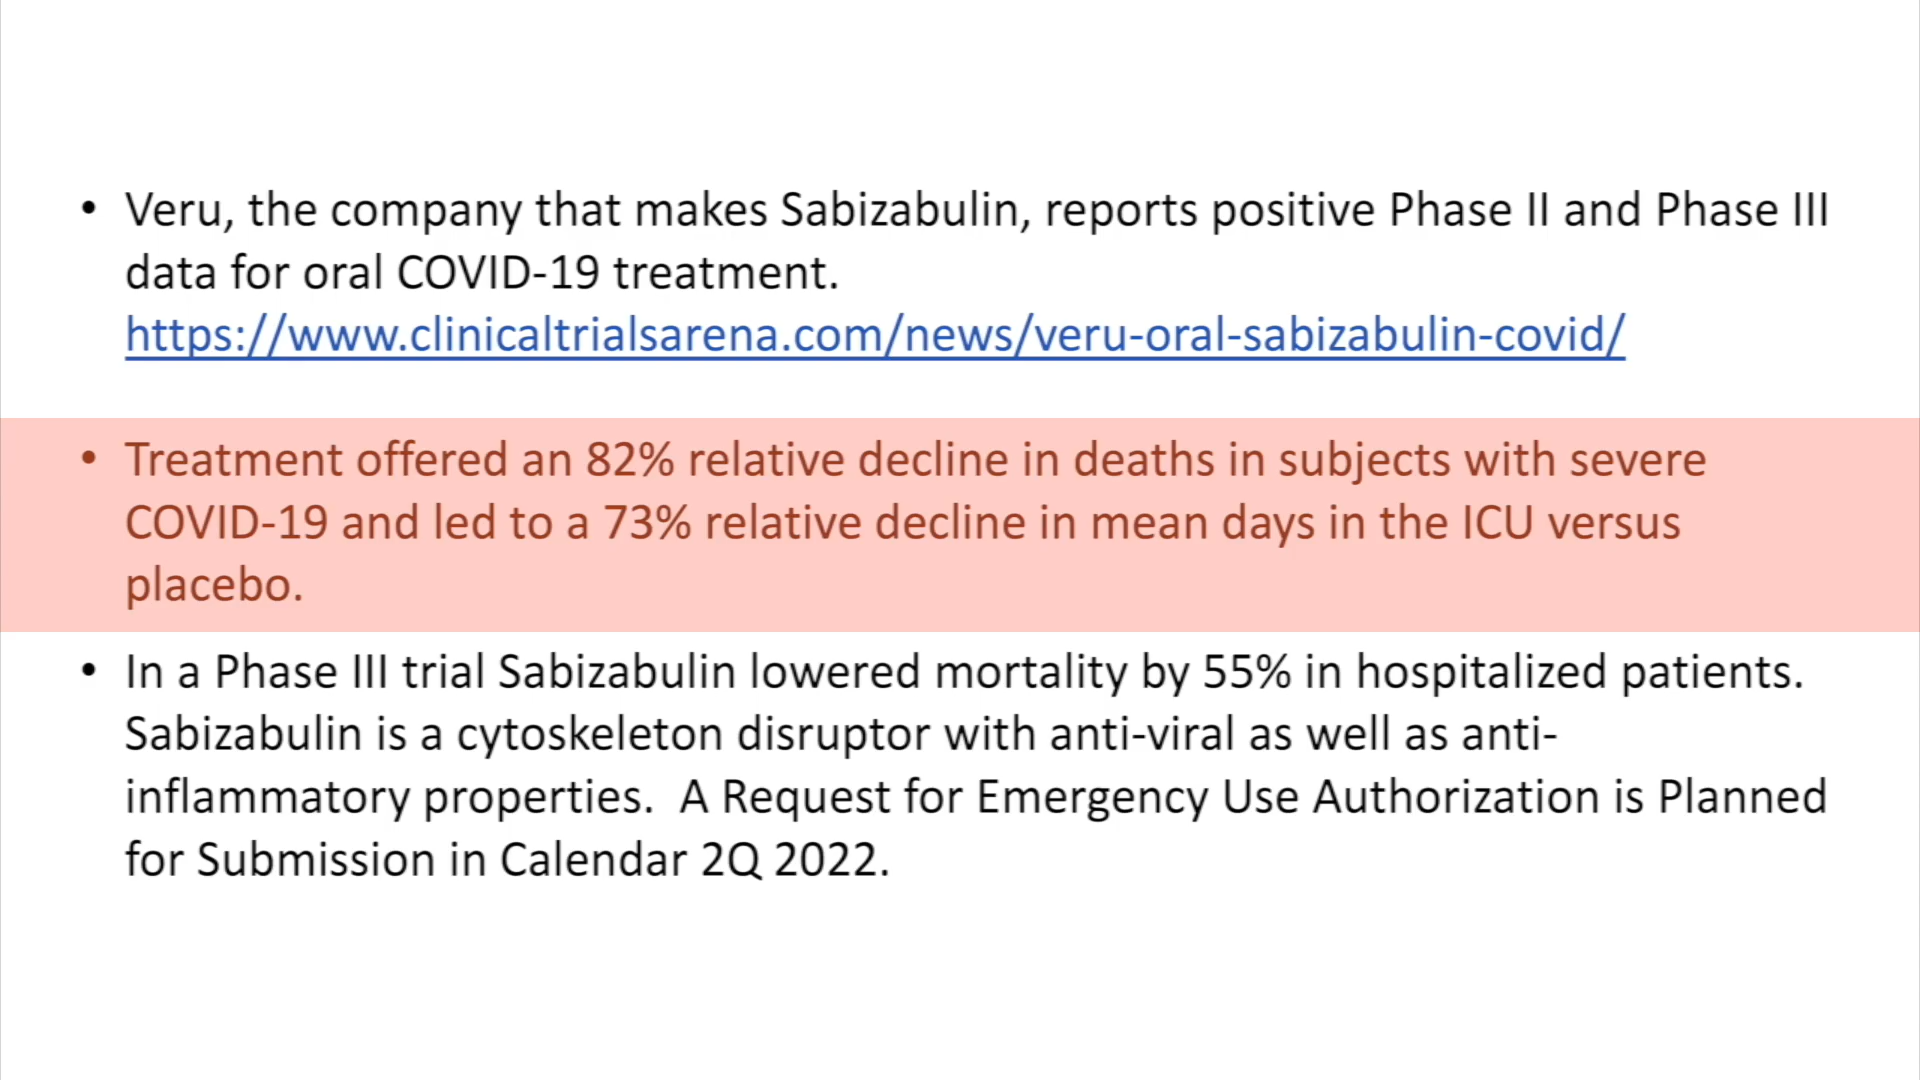 • Veru, the company that makes Sabizabulin, reports positive Phase II and Phase III
data for oral COVID-19 treatment.
https://www.clinicaltrialsarena.com/news/veru-oral-sabizabulin-covid/
• Treatment offered an 82% relative decline in deaths in subjects with severe
COVID-19 and led to a 73% relative decline in mean days in the ICU versus
placebo.
• In a Phase III trial Sabizabulin lowered mortality by 55% in hospitalized patients.
Sabizabulin is a cytoskeleton disruptor with anti-viral as well as anti-
inflammatory properties.  A Request for Emergency Use Authorization is Planned
for Submission in Calendar 2Q 2022.